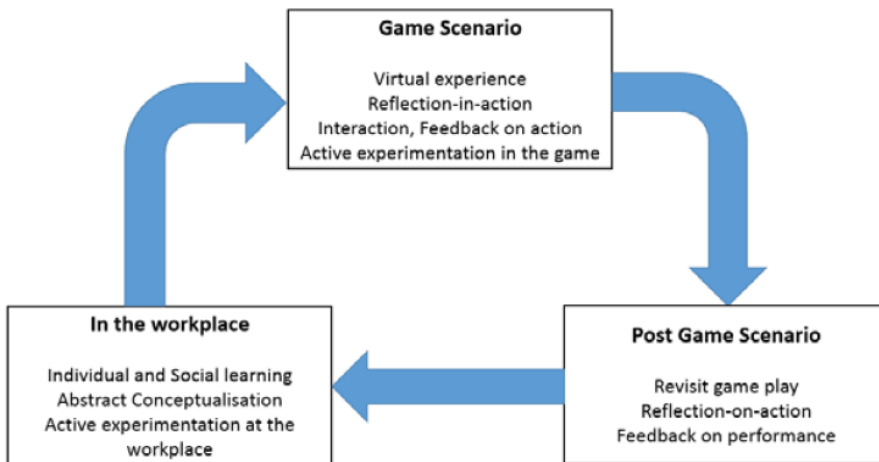 Game Scenario
Virtual experience
Reflection-in-action
Interaction, Feedback on action
Active experimentation in the game
In the workplace
Individual and Social learning
Abstract Conceptualisation
Active experimentation at the
workplace
Post Game Scenario
Revisit game play
Reflection-on-action
Feedback on performance